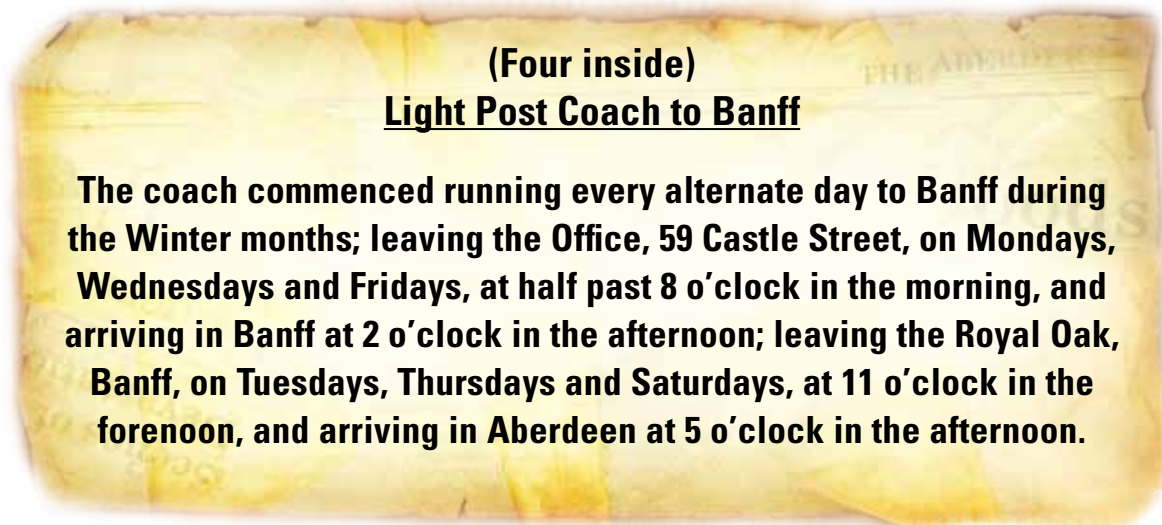 (Four inside)
Light Post Coach to Banff
The coach commenced running every alternate day to Banff during
the Winter months; leaving the Office, 59 Castle Street, on Mondays,
Wednesdays and Fridays, at half past 8 o’clock in the morning, and
arriving in Banff at 2 o’clock in the afternoon; leaving the Royal Oak,
Banff, on Tuesdays, Thursdays and Saturdays, at 11 o’clock in the
forenoon, and arriving in Aberdeen at 5 o’clock in the afternoon.